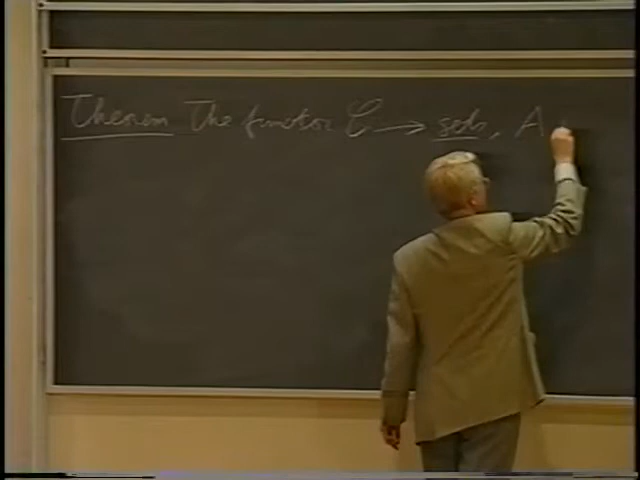 Theorem The functor 𝒞 → sets, A